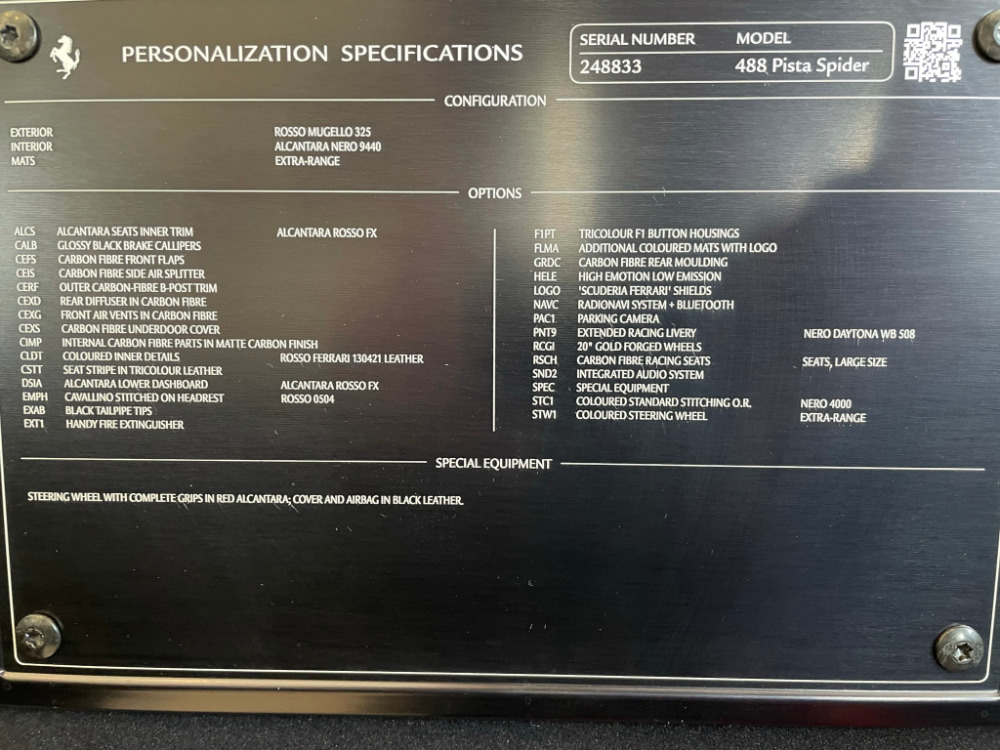 PERSONALIZATION SPECIFICATIONS
SERIAL NUMBER MODEL
248833 488 Pista Spider
CONFIGURATION
EXTERIOR ROSSO MUGELLO 325
INTERIOR ALCANTARA NERO 9440
MATS EXTRA-RANGE
OPTIONS
ALCS ALCANTARA SEATS INNER TRIM ALCANTARA ROSSO FX
CALB GLOSSY BLACK BRAKE CALLIPERS
CEFS CARBON FIBRE FRONT FLAPS
CEIS CARBON FIBRE SIDE AIR SPLITTER
CERF OUTER CARBON-FIBRE B-POST TRIM
CEXD REAR DIFFUSER IN CARBON FIBRE
CEXG FRONT AIR VENTS IN CARBON FIBRE
CEXS CARBON FIBRE UNDERDOOR COVER
CIMP INTERNAL CARBON FIBRE PARTS IN MATTE CARBON FINISH
CLDT COLOURED INNER DETAILS ROSSO FERRARI 130421 LEATHER
CSTT SEAT STRIPE IN TRICOLOUR LEATHER
DSIA ALCANTARA LOWER DASHBOARD ALCANTARA ROSSO FX
EMPH CAVALLINO STITCHED ON HEADREST ROSSO 0504
EXAB BLACK TAILPIPE TIPS
EXT1 HANDY FIRE EXTINGUISHER
F1PT TRICOLOUR F1 BUTTON HOUSINGS
FLMA ADDITIONAL COLOURED MATS WITH LOGO
GRDC CARBON FIBRE REAR MOULDING
HELE HIGH EMOTION LOW EMISSION
LOGO 'SCUDERIA FERRARI' SHIELDS
NAVC RADIONAVI SYSTEM + BLUETOOTH
PAC1 PARKING CAMERA
PNT9 EXTENDED RACING LIVERY NERO DAYTONA WB 508
RCGI 20" GOLD FORGED WHEELS
RSCH CARBON FIBRE RACING SEATS SEATS, LARGE SIZE
SND2 INTEGRATED AUDIO SYSTEM
SPEC SPECIAL EQUIPMENT
STC1 COLOURED STANDARD STITCHING O.R. NERO 4000
STW1 COLOURED STEERING WHEEL EXTRA-RANGE
SPECIAL EQUIPMENT
STEERING WHEEL WITH COMPLETE GRIPS IN RED ALCANTARA; COVER AND AIRBAG IN BLACK LEATHER.